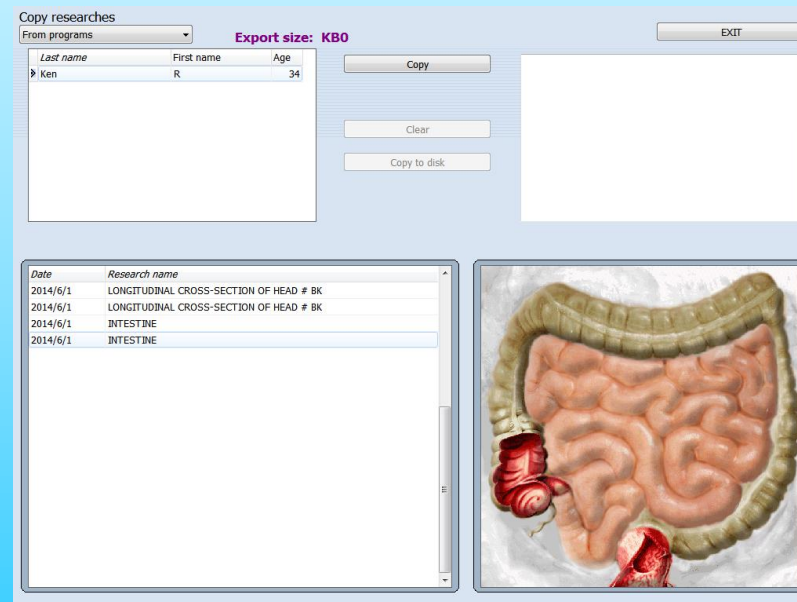 Copy researches
From programs
Export size: KB0
EXIT
Last name First name Age
Ken R 34
Copy
Clear
Copy to disk
Date Research name
2014/6/1 LONGITUDINAL CROSS-SECTION OF HEAD # BK
2014/6/1 LONGITUDINAL CROSS-SECTION OF HEAD # BK
2014/6/1 INTESTINE
2014/6/1 INTESTINE